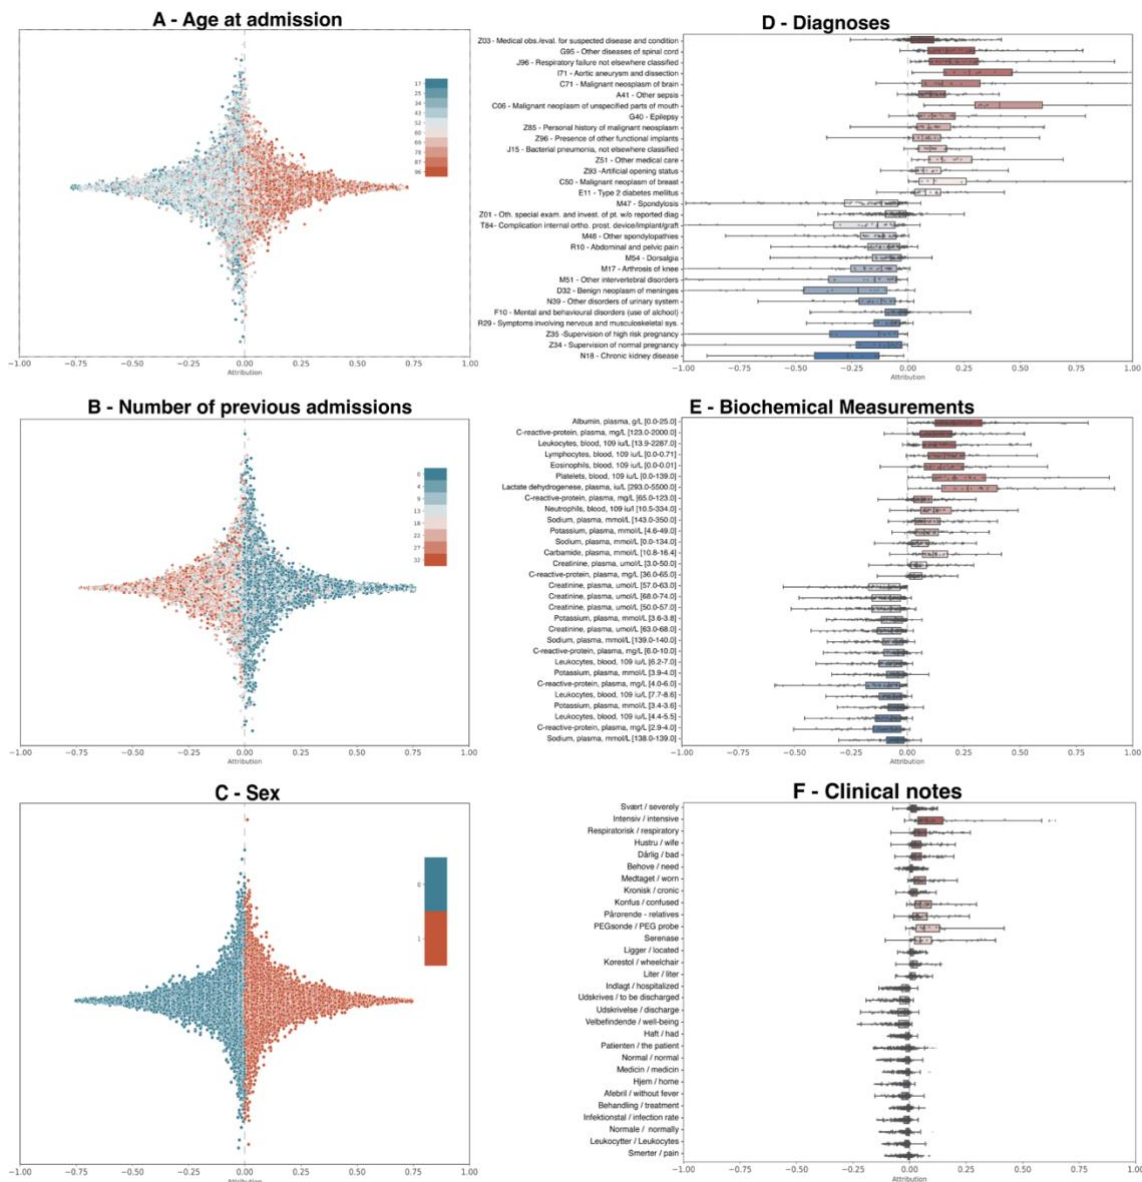 A - Age at admission
17
25
34
43
52
60
69
78
87
96
−1.00 −0.75 −0.50 −0.25 0.00 0.25 0.50 0.75 1.00
Attribution
B - Number of previous admissions
0
4
9
13
18
22
27
32
−1.00 −0.75 −0.50 −0.25 0.00 0.25 0.50 0.75 1.00
Attribution
C - Sex
0
1
−1.00 −0.75 −0.50 −0.25 0.00 0.25 0.50 0.75 1.00
Attribution
D - Diagnoses
Z03 - Medical obs./eval. for suspected disease and condition
G95 - Other diseases of spinal cord
J96 - Respiratory failure not elsewhere classified
I71 - Aortic aneurysm and dissection
C71 - Malignant neoplasm of brain
A41 - Other sepsis
C06 - Malignant neoplasm of unspecified parts of mouth
G40 - Epilepsy
Z85 - Personal history of malignant neoplasm
Z96 - Presence of other functional implants
J15 - Bacterial pneumonia, not elsewhere classified
Z51 - Other medical care
Z93 -Artificial opening status
C50 - Malignant neoplasm of breast
E11 - Type 2 diabetes mellitus
M47 - Spondylosis
Z01 - Oth. special exam. and invest. of pt. w/o reported diag
T84- Complication internal ortho. prost. device/implant/graft
M48 - Other spondylopathies
R10 - Abdominal and pelvic pain
M54 - Dorsalgia
M17 - Arthrosis of knee
M51 - Other intervertebral disorders
D32 - Benign neoplasm of meninges
N39 - Other disorders of urinary system
F10 - Mental and behavioural disorders (use of alchool)
R29 - Symptoms involving nervous and musculoskeletal sys.
Z35 -Supervision of high risk pregnancy
Z34 - Supervision of normal pregnancy
N18 - Chronic kidney disease
−1.00 −0.75 −0.50 −0.25 0.00 0.25 0.50 0.75 1.00
Attribution
E - Biochemical Measurements
Albumin, plasma, g/L [0.0-25.0]
C-reactive-protein, plasma, mg/L [123.0-2000.0]
Leukocytes, blood, 109 iu/L [13.9-2287.0]
Lymphocytes, blood, 109 iu/L [0.0-0.71]
Eosinophils, blood, 109 iu/L [0.0-0.01]
Platelets, blood, 109 iu/L [0.0-139.0]
Lactate dehydrogenase, plasma, iu/L [293.0-5500.0]
C-reactive-protein, plasma, mg/L [65.0-123.0]
Neutrophils, blood, 109 iu/l [10.5-334.0]
Sodium, plasma, mmol/L [143.0-350.0]
Potassium, plasma, mmol/L [4.6-49.0]
Sodium, plasma, mmol/L [0.0-134.0]
Carbamide, plasma, mmol/L [10.8-16.4]
Creatinine, plasma, umol/L [3.0-50.0]
C-reactive-protein, plasma, mg/L [36.0-65.0]
Creatinine, plasma, umol/L [57.0-63.0]
Creatinine, plasma, umol/L [68.0-74.0]
Creatinine, plasma, umol/L [50.0-57.0]
Potassium, plasma, mmol/L [3.6-3.8]
Creatinine, plasma, umol/L [63.0-68.0]
Sodium, plasma, mmol/L [139.0-140.0]
C-reactive-protein, plasma, mg/L [6.0-10.0]
Leukocytes, blood, 109 iu/L [6.2-7.0]
Potassium, plasma, mmol/L [3.9-4.0]
C-reactive-protein, plasma, mg/L [4.0-6.0]
Leukocytes, blood, 109 iu/L [7.7-8.6]
Potassium, plasma, mmol/L [3.4-3.6]
Leukocytes, blood, 109 iu/L [4.4-5.5]
C-reactive-protein, plasma, mg/L [2.9-4.0]
Sodium, plasma, mmol/L [138.0-139.0]
−1.00 −0.75 −0.50 −0.25 0.00 0.25 0.50 0.75 1.00
Attribution
F - Clinical notes
Svært / severely
Intensiv / intensive
Respiratorisk / respiratory
Hustru / wife
Dårlig / bad
Behove / need
Medtaget / worn
Kronisk / cronic
Konfus / confused
Pårørende - relatives
PEGsonde / PEG probe
Serenase
Ligger / located
Kørestol / wheelchair
Liter / liter
Indlagt / hospitalized
Udskrives / to be discharged
Udskrivelse / discharge
Velbefindende / well-being
Haft / had
Patienten / the patient
Normal / normal
Medicin / medicin
Hjem / home
Afebril / without fever
Behandling / treatment
Infektionstal / infection rate
Normale / normally
Leukocytter / Leukocytes
Smerter / pain
−1.00 −0.75 −0.50 −0.25 0.00 0.25 0.50 0.75 1.00
Attribution